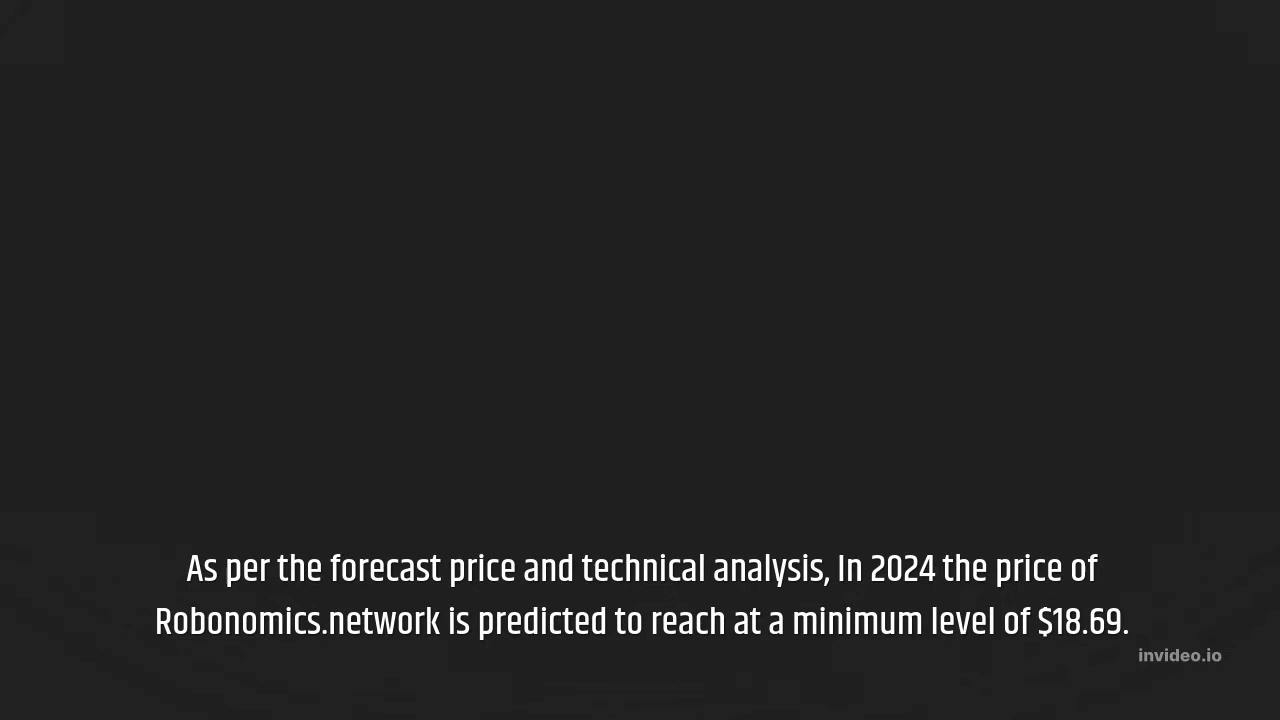 As per the forecast price and technical analysis, In 2024 the price of
Robonomics.network is predicted to reach at a minimum level of $18.69.
invideo.io